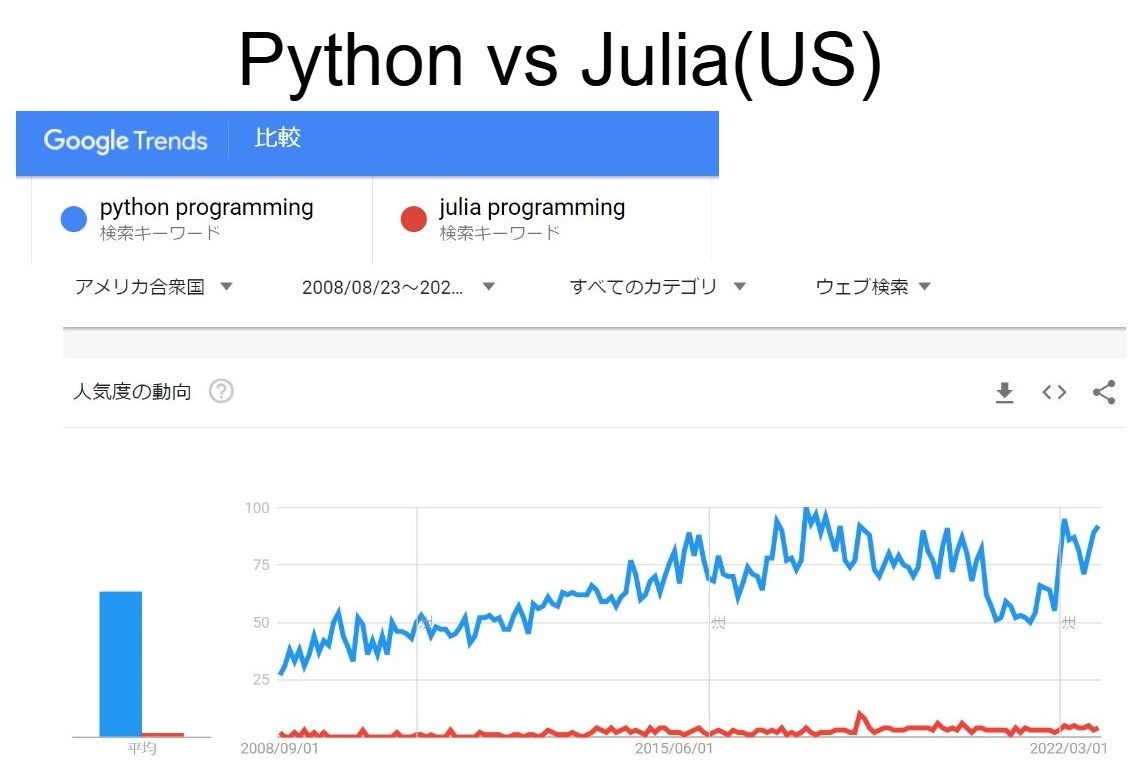 Python vs Julia(US)
Google Trends 比較
python programming
検索キーワード
julia programming
検索キーワード
アメリカ合衆国 2008/08/23～202... すべてのカテゴリ ウェブ検索
人気度の動向 ?
100
75
50
25
注 注 注
平均
2008/09/01 2015/06/01 2022/03/01